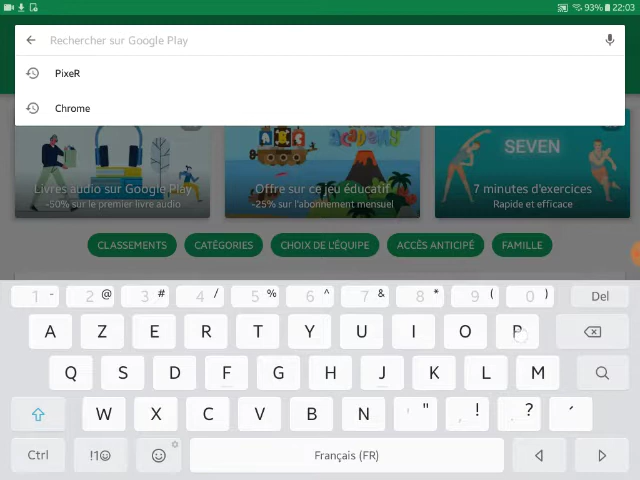 93% 22:03
Rechercher sur Google Play
PixeR
Chrome
ACADEMY
SEVEN
Livres audio sur Google Play
-50% sur le premier livre audio
Offre sur ce jeu éducatif
-25% sur l'abonnement mensuel
7 minutes d'exercices
Rapide et efficace
CLASSEMENTS CATÉGORIES CHOIX DE L'ÉQUIPE ACCÈS ANTICIPÉ FAMILLE
1 - 2 @ 3 # 4 / 5 % 6 ^ 7 & 8 * 9 ( 0 ) Del
A Z E R T Y U I O P
Q S D F G H J K L M
W X C V B N ' " , ! . ? ´
Ctrl !1☺ Français (FR)